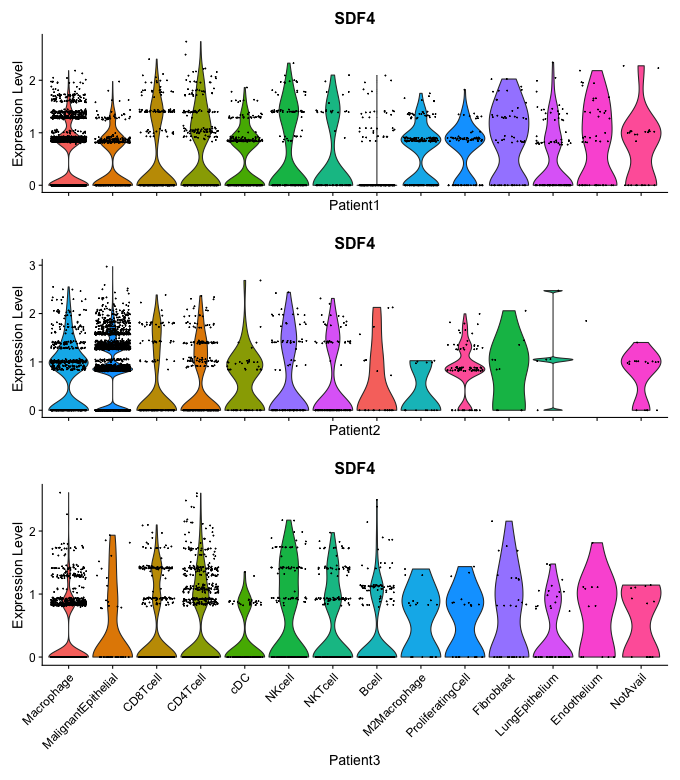 SDF4
Expression Level
2
1
0
Patient1
SDF4
Expression Level
3
2
1
0
Patient2
SDF4
Expression Level
2
1
0
Macrophage
MalignantEpithelial
CD8Tcell
CD4Tcell
cDC
NKcell
NKTcell
Bcell
M2Macrophage
ProliferatingCell
Fibroblast
LungEpithelium
Endothelium
NotAvail
Patient3